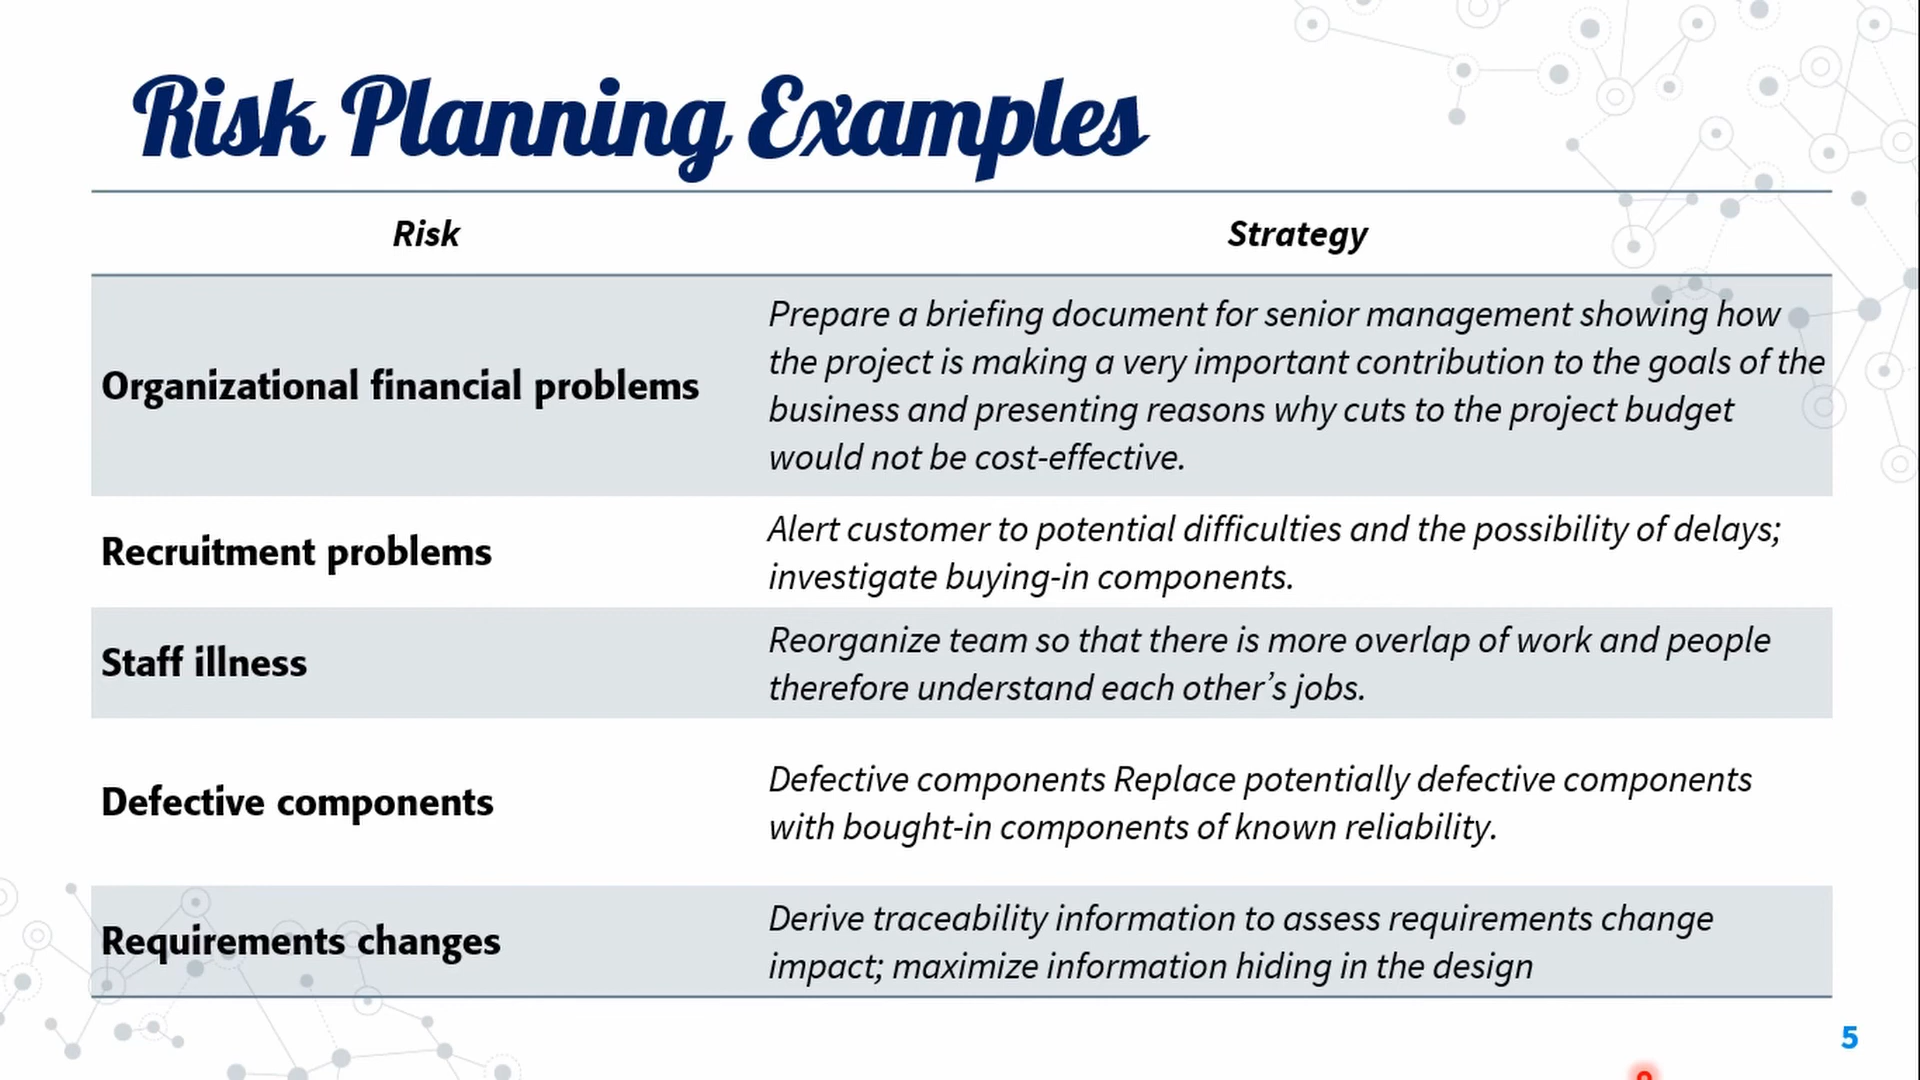 Risk Planning Examples
Risk
Strategy
Organizational financial problems
Prepare a briefing document for senior management showing how
the project is making a very important contribution to the goals of the
business and presenting reasons why cuts to the project budget
would not be cost-effective.
Recruitment problems
Alert customer to potential difficulties and the possibility of delays;
investigate buying-in components.
Staff illness
Reorganize team so that there is more overlap of work and people
therefore understand each other’s jobs.
Defective components
Defective components Replace potentially defective components
with bought-in components of known reliability.
Requirements changes
Derive traceability information to assess requirements change
impact; maximize information hiding in the design
5